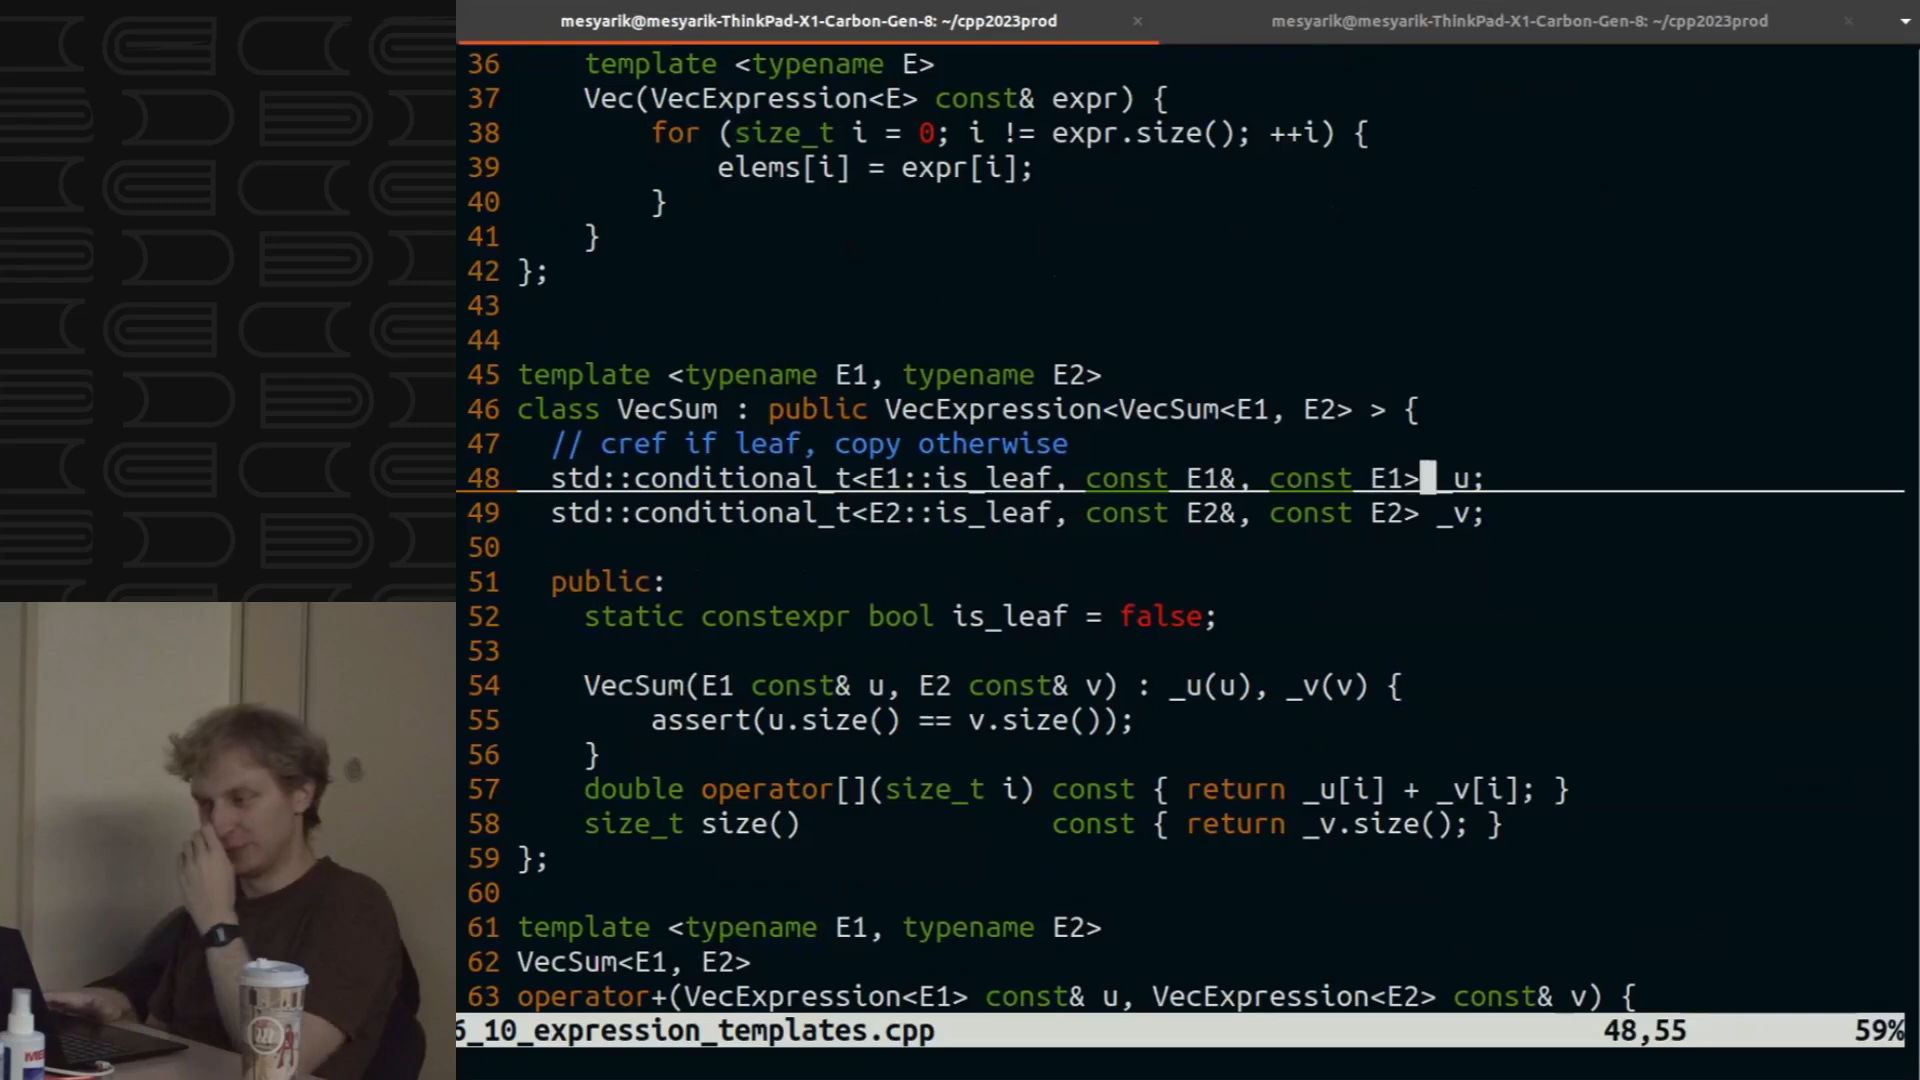 mesyarik@mesyarik-ThinkPad-X1-Carbon-Gen-8: ~/cpp2023prod × mesyarik@mesyarik-ThinkPad-X1-Carbon-Gen-8: ~/cpp2023prod ×
36 template <typename E>
37 Vec(VecExpression<E> const& expr) {
38 for (size_t i = 0; i != expr.size(); ++i) {
39 elems[i] = expr[i];
40 }
41 }
42 };
43
44
45 template <typename E1, typename E2>
46 class VecSum : public VecExpression<VecSum<E1, E2> > {
47 // cref if leaf, copy otherwise
48 std::conditional_t<E1::is_leaf, const E1&, const E1> _u;
49 std::conditional_t<E2::is_leaf, const E2&, const E2> _v;
50
51 public:
52 static constexpr bool is_leaf = false;
53
54 VecSum(E1 const& u, E2 const& v) : _u(u), _v(v) {
55 assert(u.size() == v.size());
56 }
57 double operator[](size_t i) const { return _u[i] + _v[i]; }
58 size_t size() const { return _v.size(); }
59 };
60
61 template <typename E1, typename E2>
62 VecSum<E1, E2>
63 operator+(VecExpression<E1> const& u, VecExpression<E2> const& v) {
6_10_expression_templates.cpp 48,55 59%